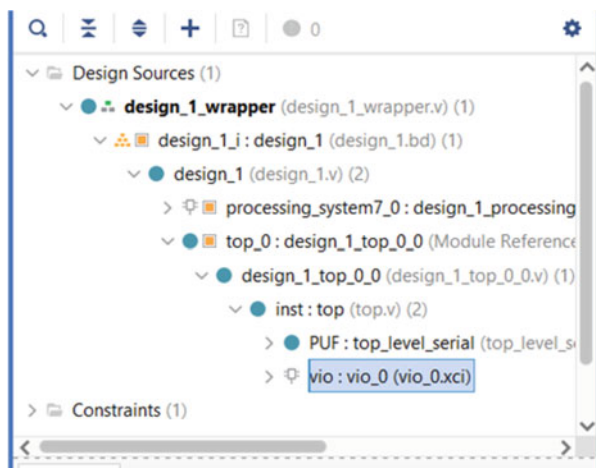 0
Design Sources (1)
design_1_wrapper (design_1_wrapper.v) (1)
design_1_i : design_1 (design_1.bd) (1)
design_1 (design_1.v) (2)
processing_system7_0 : design_1_processing
top_0 : design_1_top_0_0 (Module Reference
design_1_top_0_0 (design_1_top_0_0.v) (1)
inst : top (top.v) (2)
PUF : top_level_serial (top_level_s
vio : vio_0 (vio_0.xci)
Constraints (1)